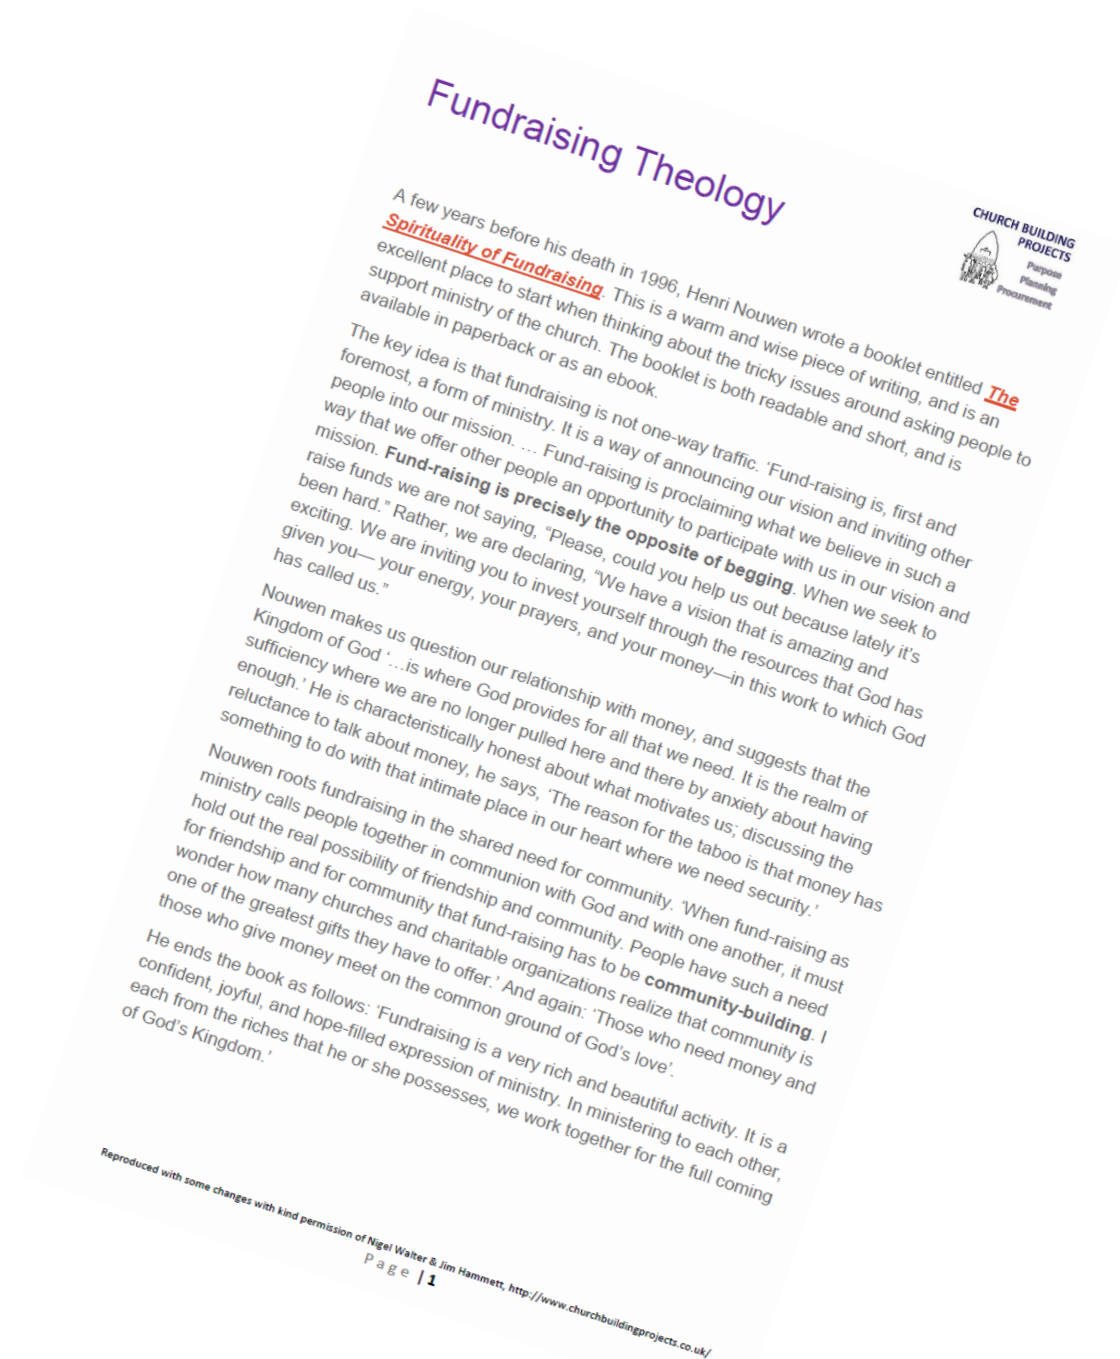 Fundraising Theology
CHURCH BUILDING
PROJECTS
Purpose
Planning
Procurement
A few years before his death in 1996, Henri Nouwen wrote a booklet entitled The
Spirituality of Fundraising. This is a warm and wise piece of writing, and is an
excellent place to start when thinking about the tricky issues around asking people to
support ministry of the church. The booklet is both readable and short, and is
available in paperback or as an ebook.
The key idea is that fundraising is not one-way traffic. ‘Fund-raising is, first and
foremost, a form of ministry. It is a way of announcing our vision and inviting other
people into our mission. … Fund-raising is proclaiming what we believe in such a
way that we offer other people an opportunity to participate with us in our vision and
mission. Fund-raising is precisely the opposite of begging. When we seek to
raise funds we are not saying, “Please, could you help us out because lately it’s
been hard.” Rather, we are declaring, “We have a vision that is amazing and
exciting. We are inviting you to invest yourself through the resources that God has
given you— your energy, your prayers, and your money—in this work to which God
has called us.”
Nouwen makes us question our relationship with money, and suggests that the
Kingdom of God ‘…is where God provides for all that we need. It is the realm of
sufficiency where we are no longer pulled here and there by anxiety about having
enough.’ He is characteristically honest about what motivates us; discussing the
reluctance to talk about money, he says, ‘The reason for the taboo is that money has
something to do with that intimate place in our heart where we need security.’
Nouwen roots fundraising in the shared need for community. ‘When fund-raising as
ministry calls people together in communion with God and with one another, it must
hold out the real possibility of friendship and community. People have such a need
for friendship and for community that fund-raising has to be community-building. I
wonder how many churches and charitable organizations realize that community is
one of the greatest gifts they have to offer.’ And again: ‘Those who need money and
those who give money meet on the common ground of God’s love’.
He ends the book as follows: ‘Fundraising is a very rich and beautiful activity. It is a
confident, joyful, and hope-filled expression of ministry. In ministering to each other,
each from the riches that he or she possesses, we work together for the full coming
of God’s Kingdom.’
Reproduced with some changes with kind permission of Nigel Walter & Jim Hammett, http://www.churchbuildingprojects.co.uk/
Page | 1